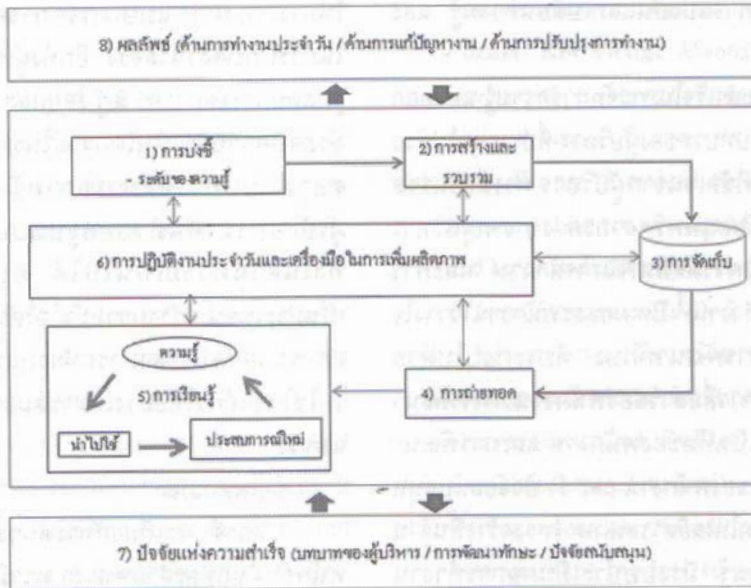 8) ผลลัพธ์ (ด้านการทำงานประจำวัน / ด้านการแก้ปัญหางาน / ด้านการปรับปรุงการทำงาน)
1) การบ่งชี้
- ระดับของความรู้
2) การสร้างและ
รวบรวม
6) การปฏิบัติงานประจำวันและเครื่องมือในการเพิ่มผลิตภาพ
3) การจัดเก็บ
ความรู้
5) การเรียนรู้
นำไปใช้
ประสบการณ์ใหม่
4) การถ่ายทอด
7) ปัจจัยแห่งความสำเร็จ (บทบาทของผู้บริหาร / การพัฒนาทักษะ / ปัจจัยสนับสนุน)